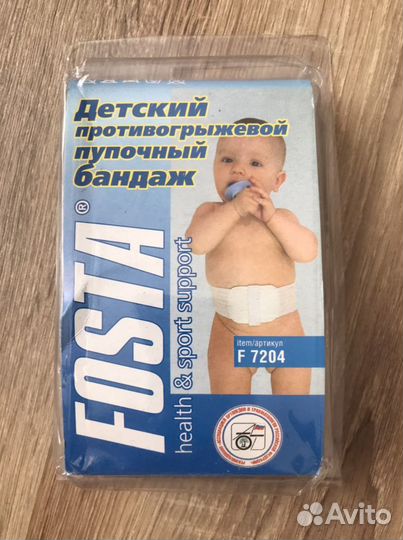 Детский
противогрыжевой
пупочный
бандаж
FOSTA®
health & sport support
item/артикул
F 7204
Avito